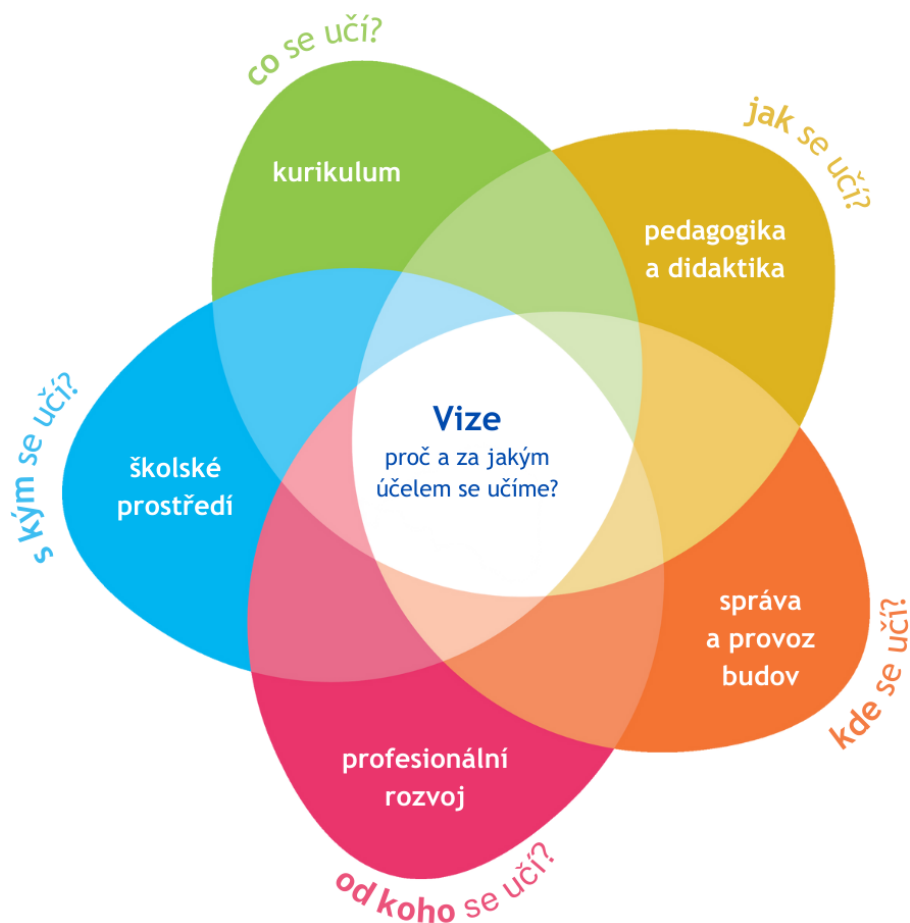 co se učí?
kurikulum
jak se učí?
pedagogika
a didaktika
s kým se učí?
školské
prostředí
Vize
proč a za jakým
účelem se učíme?
správa
a provoz
budov
kde se učí?
profesionální
rozvoj
od koho se učí?